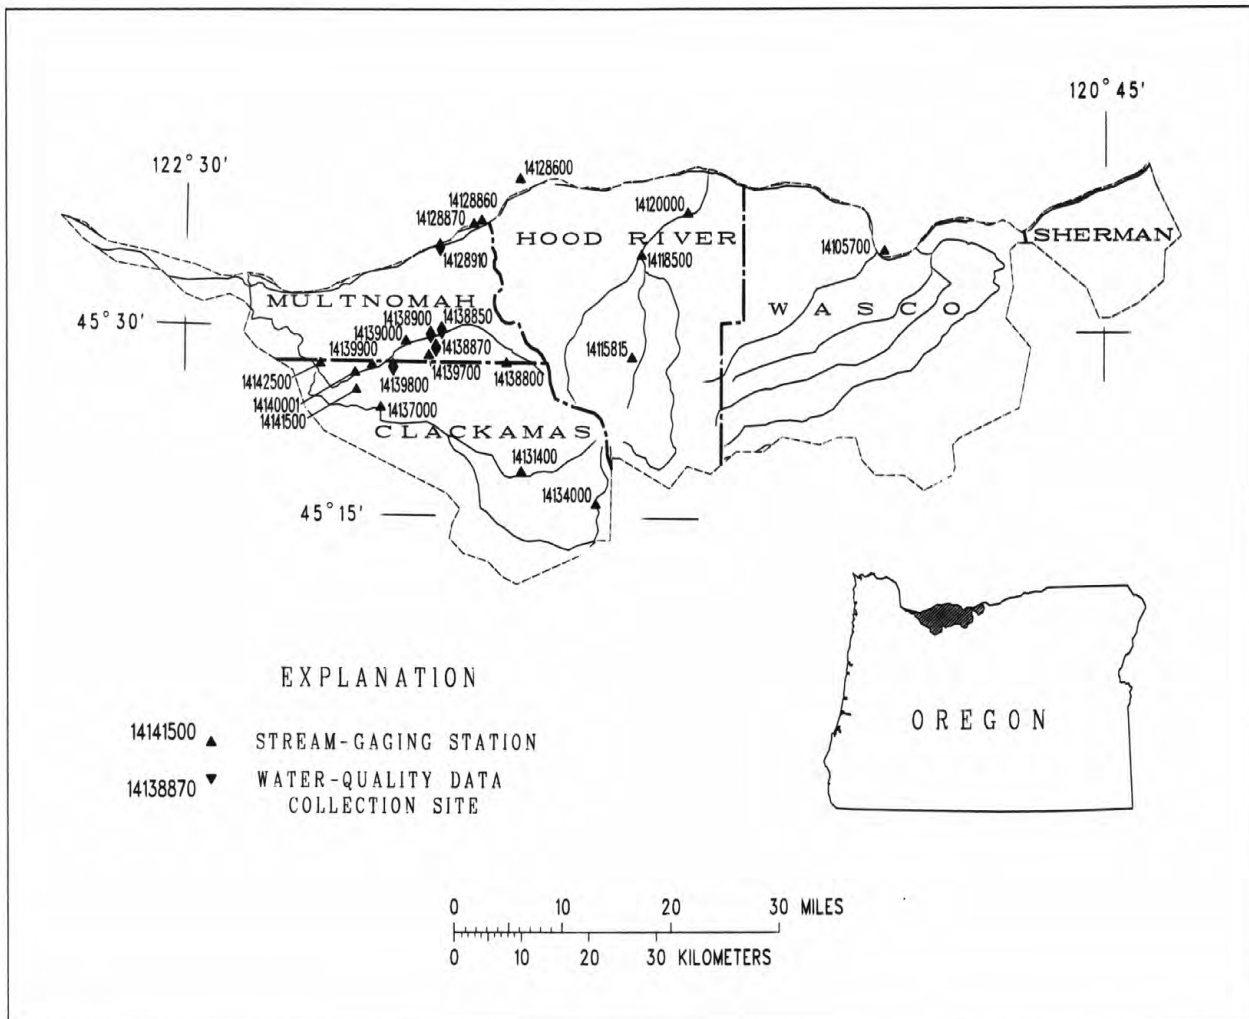 120° 45'
122° 30'
14128600
14128860
14128870
14120000
HOOD RIVER
SHERMAN
14105700
14128910
14118500
MULTNOMAH
WASCO
14138900
14138850
45° 30'
14139000
14138870
14115815
14139900
14139700
14138800
14142500
14139800
14140001
14141500
14137000
CLACKAMAS
14131400
14134000
45° 15'
EXPLANATION
14141500
STREAM-GAGING STATION
14138870
WATER-QUALITY DATA
COLLECTION SITE
OREGON
0 10 20 30 MILES
0 10 20 30 KILOMETERS